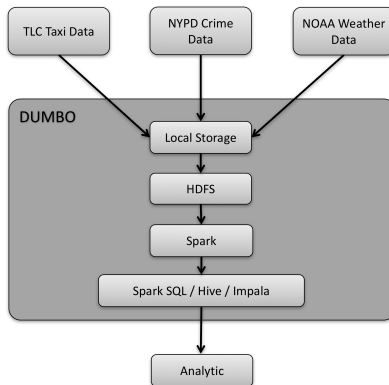 TLC Taxi Data
NYPD Crime
Data
NOAA Weather
Data
DUMBO
Local Storage
HDFS
Spark
Spark SQL / Hive / Impala
Analytic